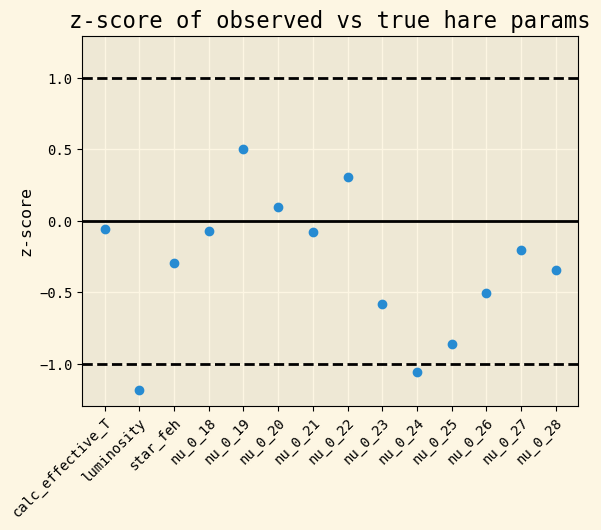 z-score of observed vs true hare params
z-score
1.0
0.5
0.0
−0.5
−1.0
calc_effective_T
luminosity
star_feh
nu_0_18
nu_0_19
nu_0_20
nu_0_21
nu_0_22
nu_0_23
nu_0_24
nu_0_25
nu_0_26
nu_0_27
nu_0_28